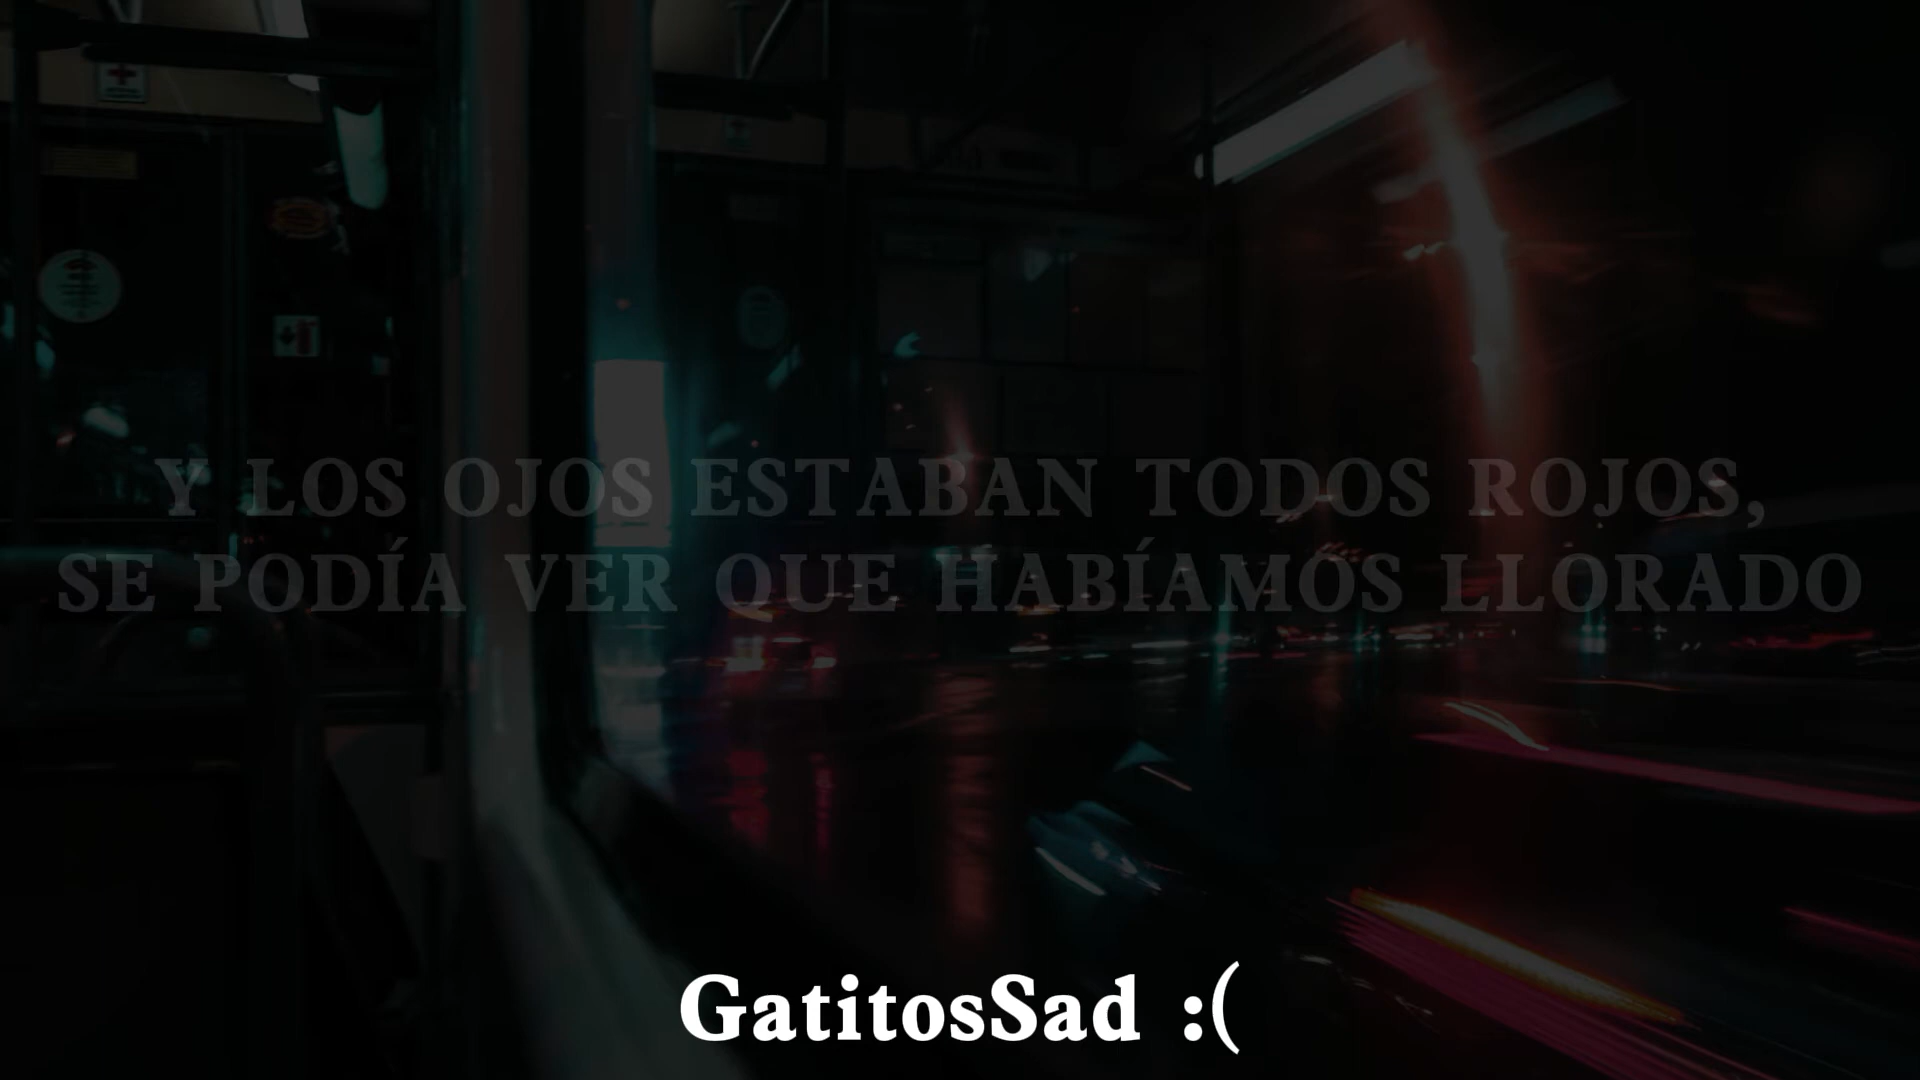 Y LOS OJOS ESTABAN TODOS ROJOS,
SE PODÍA VER QUE HABÍAMOS LLORADO
GatitosSad :(